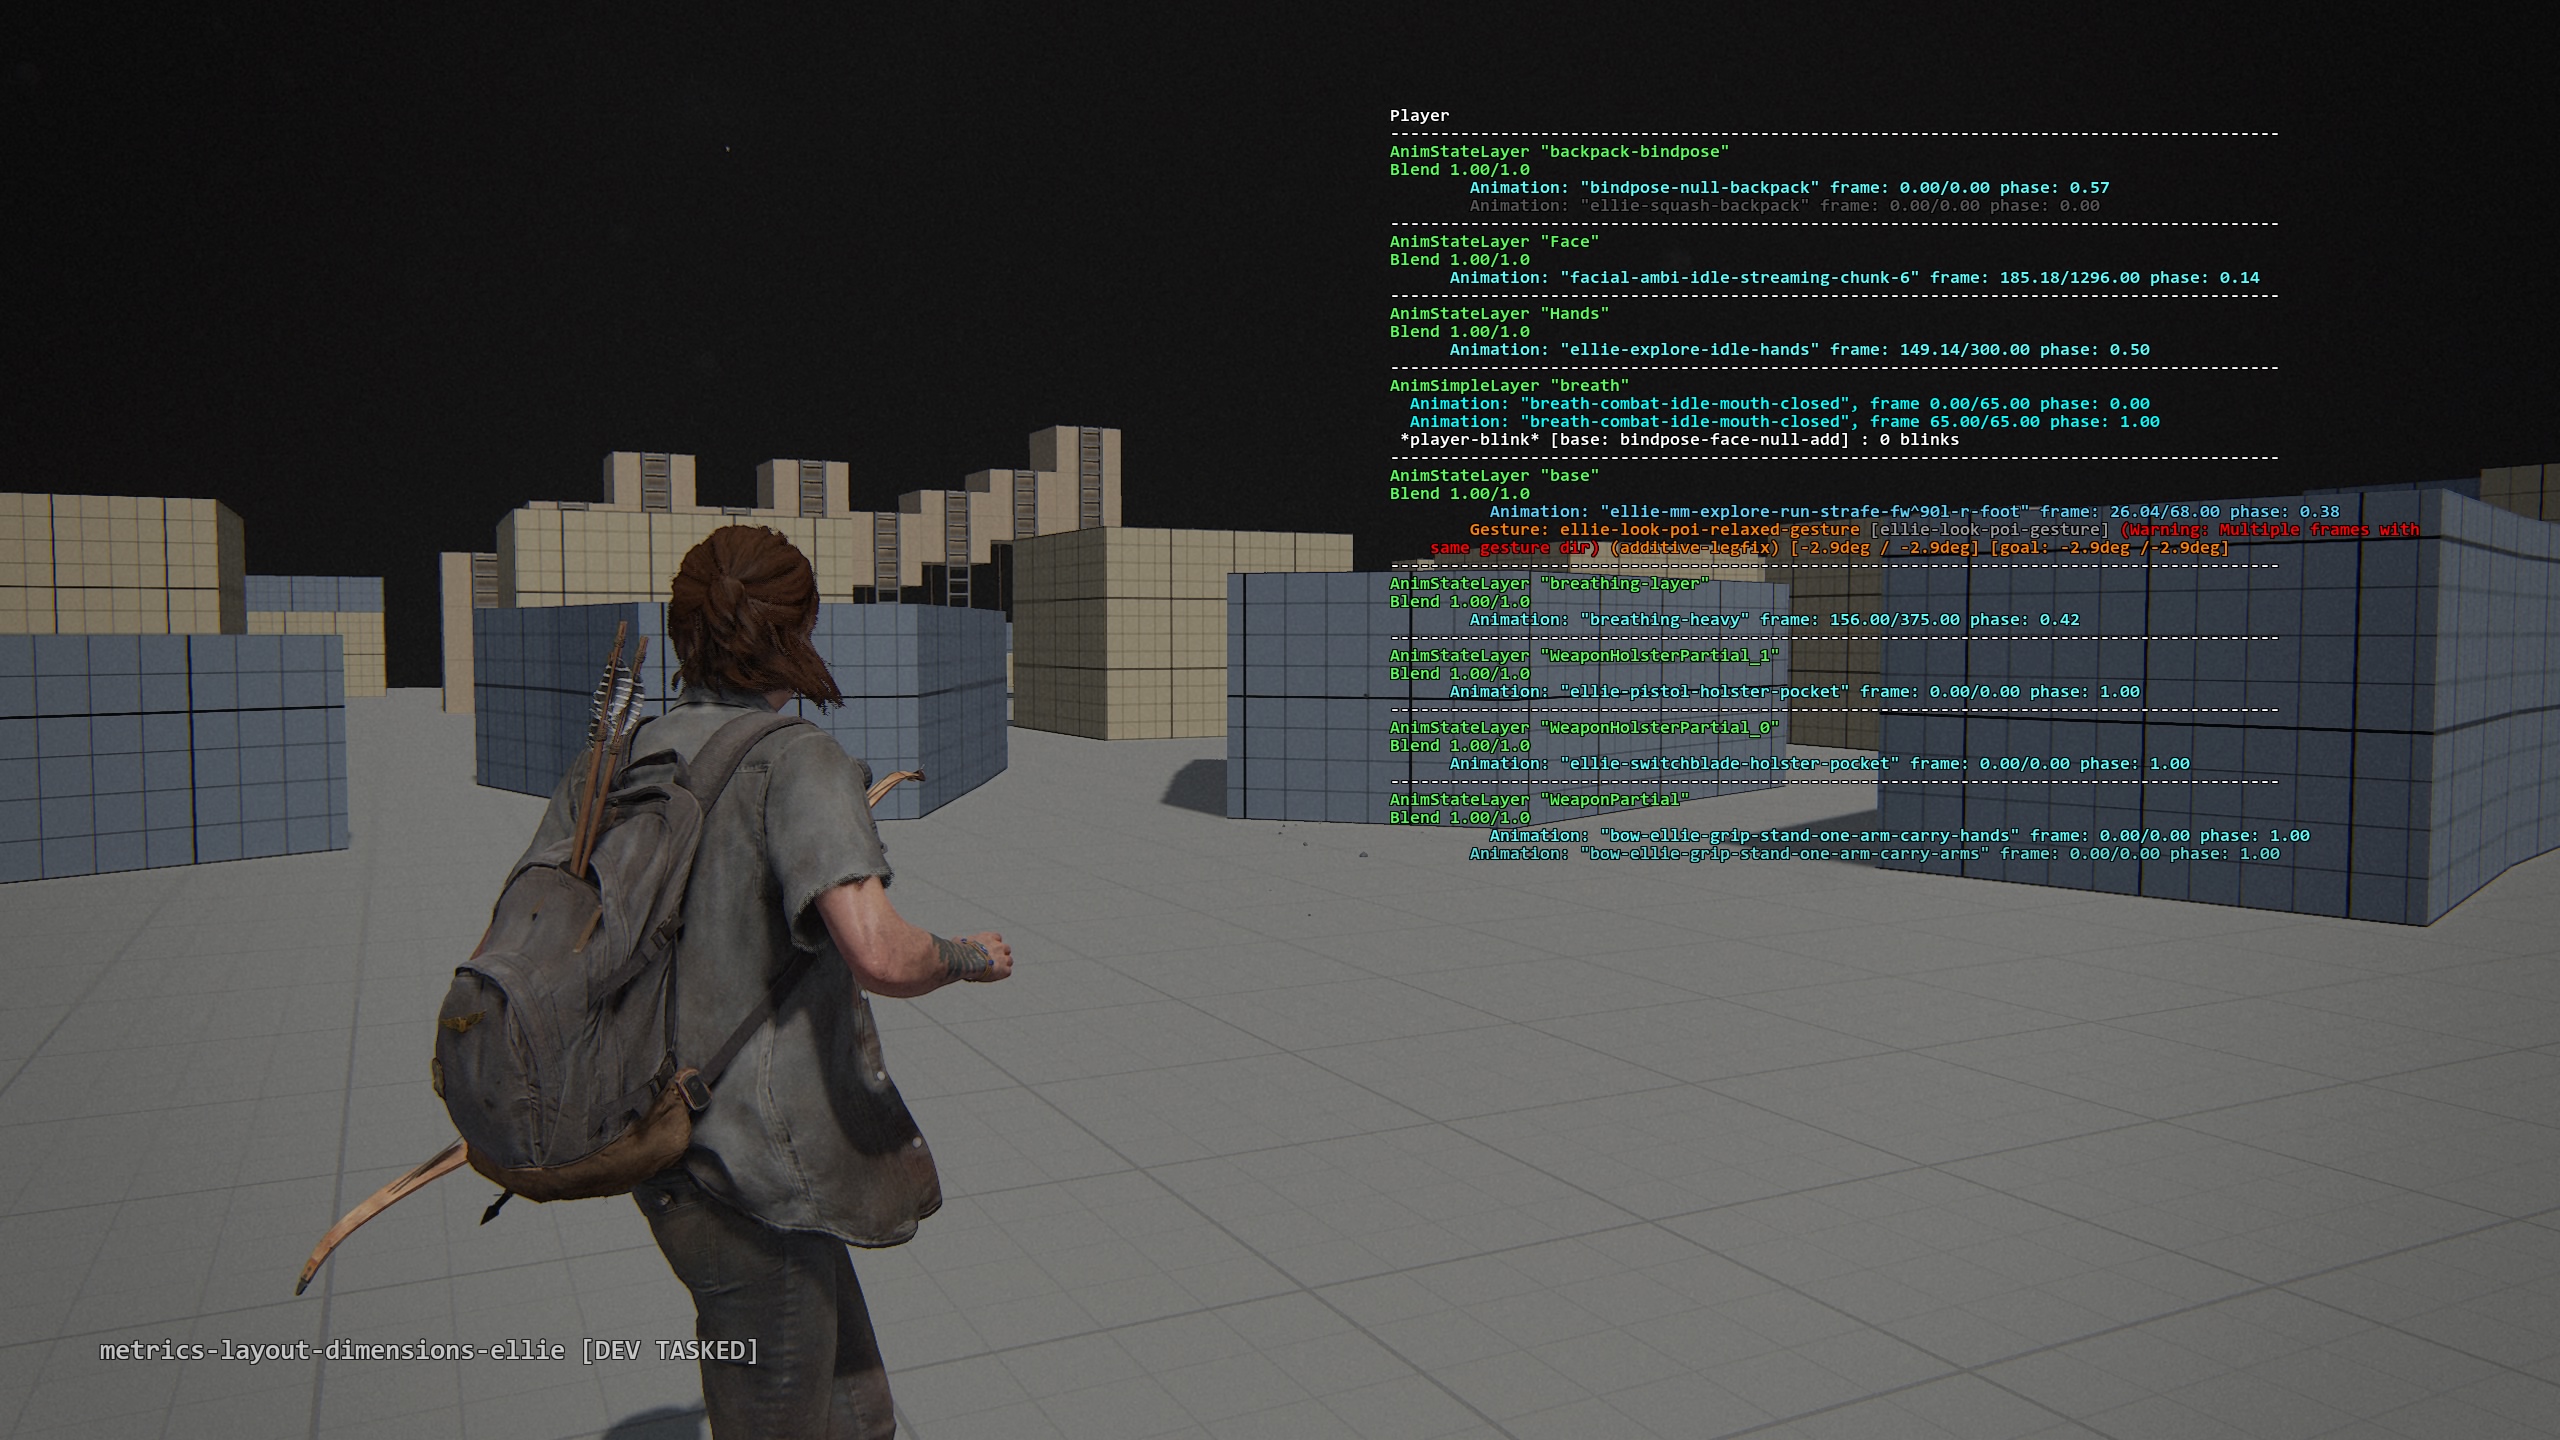 Player
----------------------------------------------------------------------------------------
AnimStateLayer "backpack-bindpose"
Blend 1.00/1.0
Animation: "bindpose-null-backpack" frame: 0.00/0.00 phase: 0.57
Animation: "ellie-squash-backpack" frame: 0.00/0.00 phase: 0.00
----------------------------------------------------------------------------------------
AnimStateLayer "Face"
Blend 1.00/1.0
Animation: "facial-ambi-idle-streaming-chunk-6" frame: 185.18/1296.00 phase: 0.14
----------------------------------------------------------------------------------------
AnimStateLayer "Hands"
Blend 1.00/1.0
Animation: "ellie-explore-idle-hands" frame: 149.14/300.00 phase: 0.50
----------------------------------------------------------------------------------------
AnimSimpleLayer "breath"
Animation: "breath-combat-idle-mouth-closed", frame 0.00/65.00 phase: 0.00
Animation: "breath-combat-idle-mouth-closed", frame 65.00/65.00 phase: 1.00
*player-blink* [base: bindpose-face-null-add] : 0 blinks
----------------------------------------------------------------------------------------
AnimStateLayer "base"
Blend 1.00/1.0
Animation: "ellie-mm-explore-run-strafe-fw^90l-r-foot" frame: 26.04/68.00 phase: 0.38
Gesture: ellie-look-poi-relaxed-gesture [ellie-look-poi-gesture] (Warning: Multiple frames with
same gesture dir) (additive-legfix) [-2.9deg / -2.9deg] [goal: -2.9deg /-2.9deg]
----------------------------------------------------------------------------------------
AnimStateLayer "breathing-layer"
Blend 1.00/1.0
Animation: "breathing-heavy" frame: 156.00/375.00 phase: 0.42
----------------------------------------------------------------------------------------
AnimStateLayer "WeaponHolsterPartial_1"
Blend 1.00/1.0
Animation: "ellie-pistol-holster-pocket" frame: 0.00/0.00 phase: 1.00
----------------------------------------------------------------------------------------
AnimStateLayer "WeaponHolsterPartial_0"
Blend 1.00/1.0
Animation: "ellie-switchblade-holster-pocket" frame: 0.00/0.00 phase: 1.00
----------------------------------------------------------------------------------------
AnimStateLayer "WeaponPartial"
Blend 1.00/1.0
Animation: "bow-ellie-grip-stand-one-arm-carry-hands" frame: 0.00/0.00 phase: 1.00
Animation: "bow-ellie-grip-stand-one-arm-carry-arms" frame: 0.00/0.00 phase: 1.00
metrics-layout-dimensions-ellie [DEV TASKED]